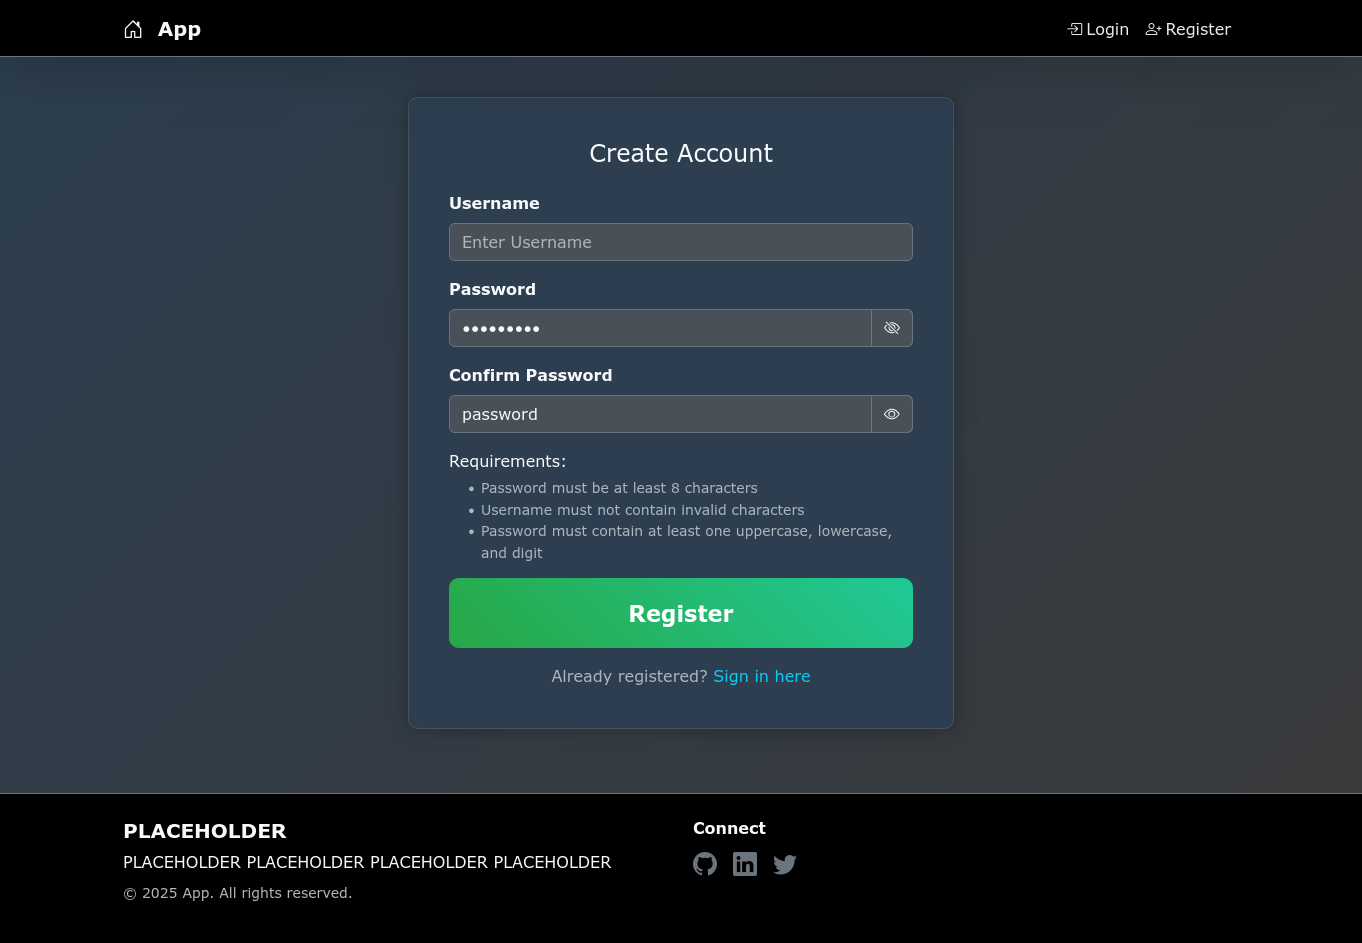 App
Login
Register
Create Account
Username
Enter Username
Password
•••••••••
Confirm Password
password
Requirements:
• Password must be at least 8 characters
• Username must not contain invalid characters
• Password must contain at least one uppercase, lowercase,
and digit
Register
Already registered? Sign in here
PLACEHOLDER
PLACEHOLDER PLACEHOLDER PLACEHOLDER PLACEHOLDER
© 2025 App. All rights reserved.
Connect
in